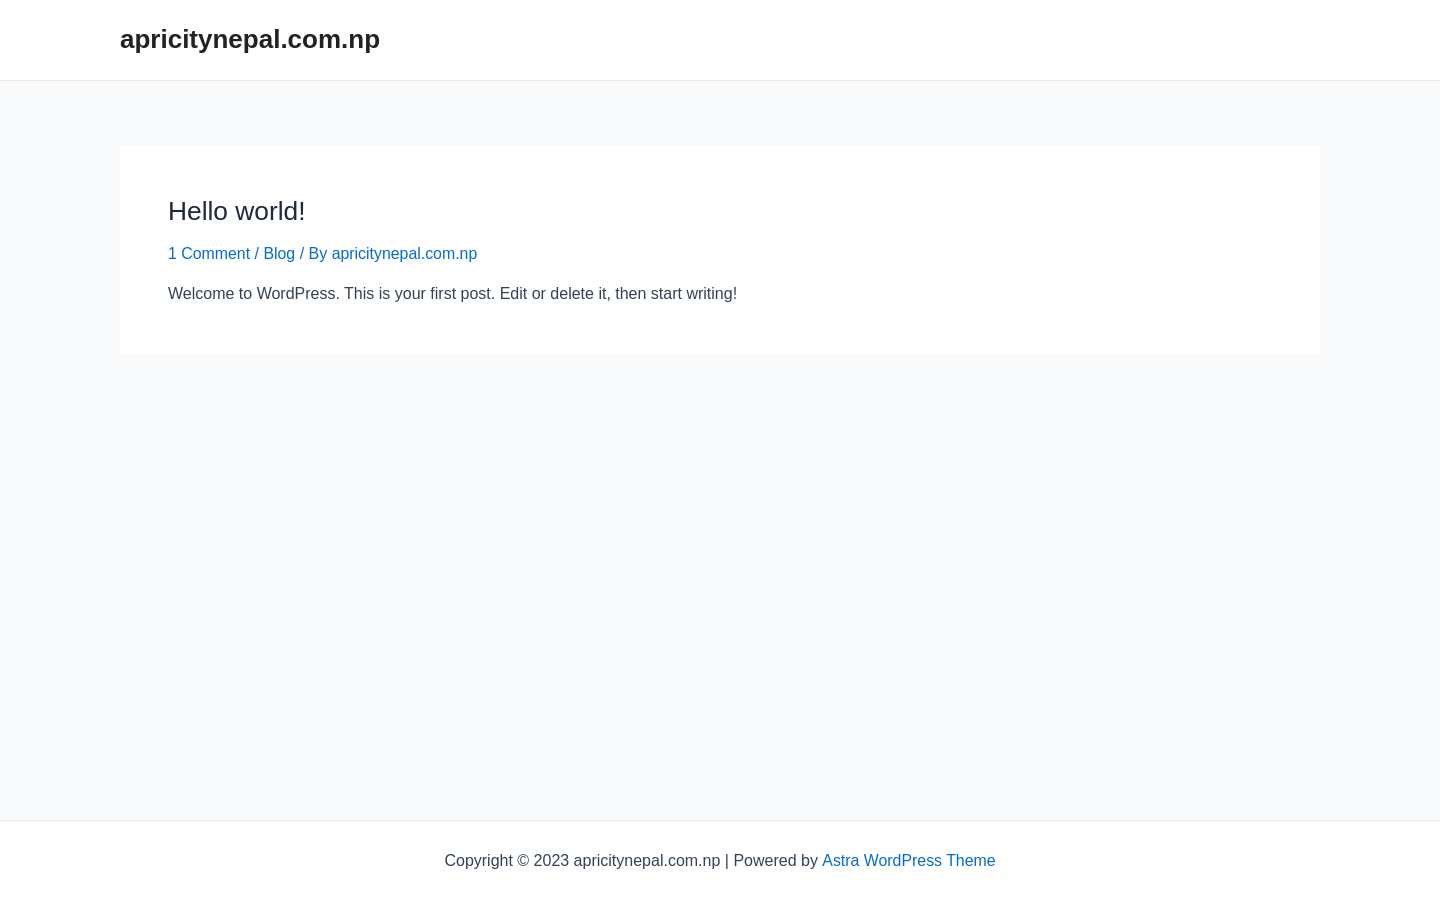 apricitynepal.com.np
Hello world!
1 Comment / Blog / By apricitynepal.com.np
Welcome to WordPress. This is your first post. Edit or delete it, then start writing!
Copyright © 2023 apricitynepal.com.np | Powered by Astra WordPress Theme